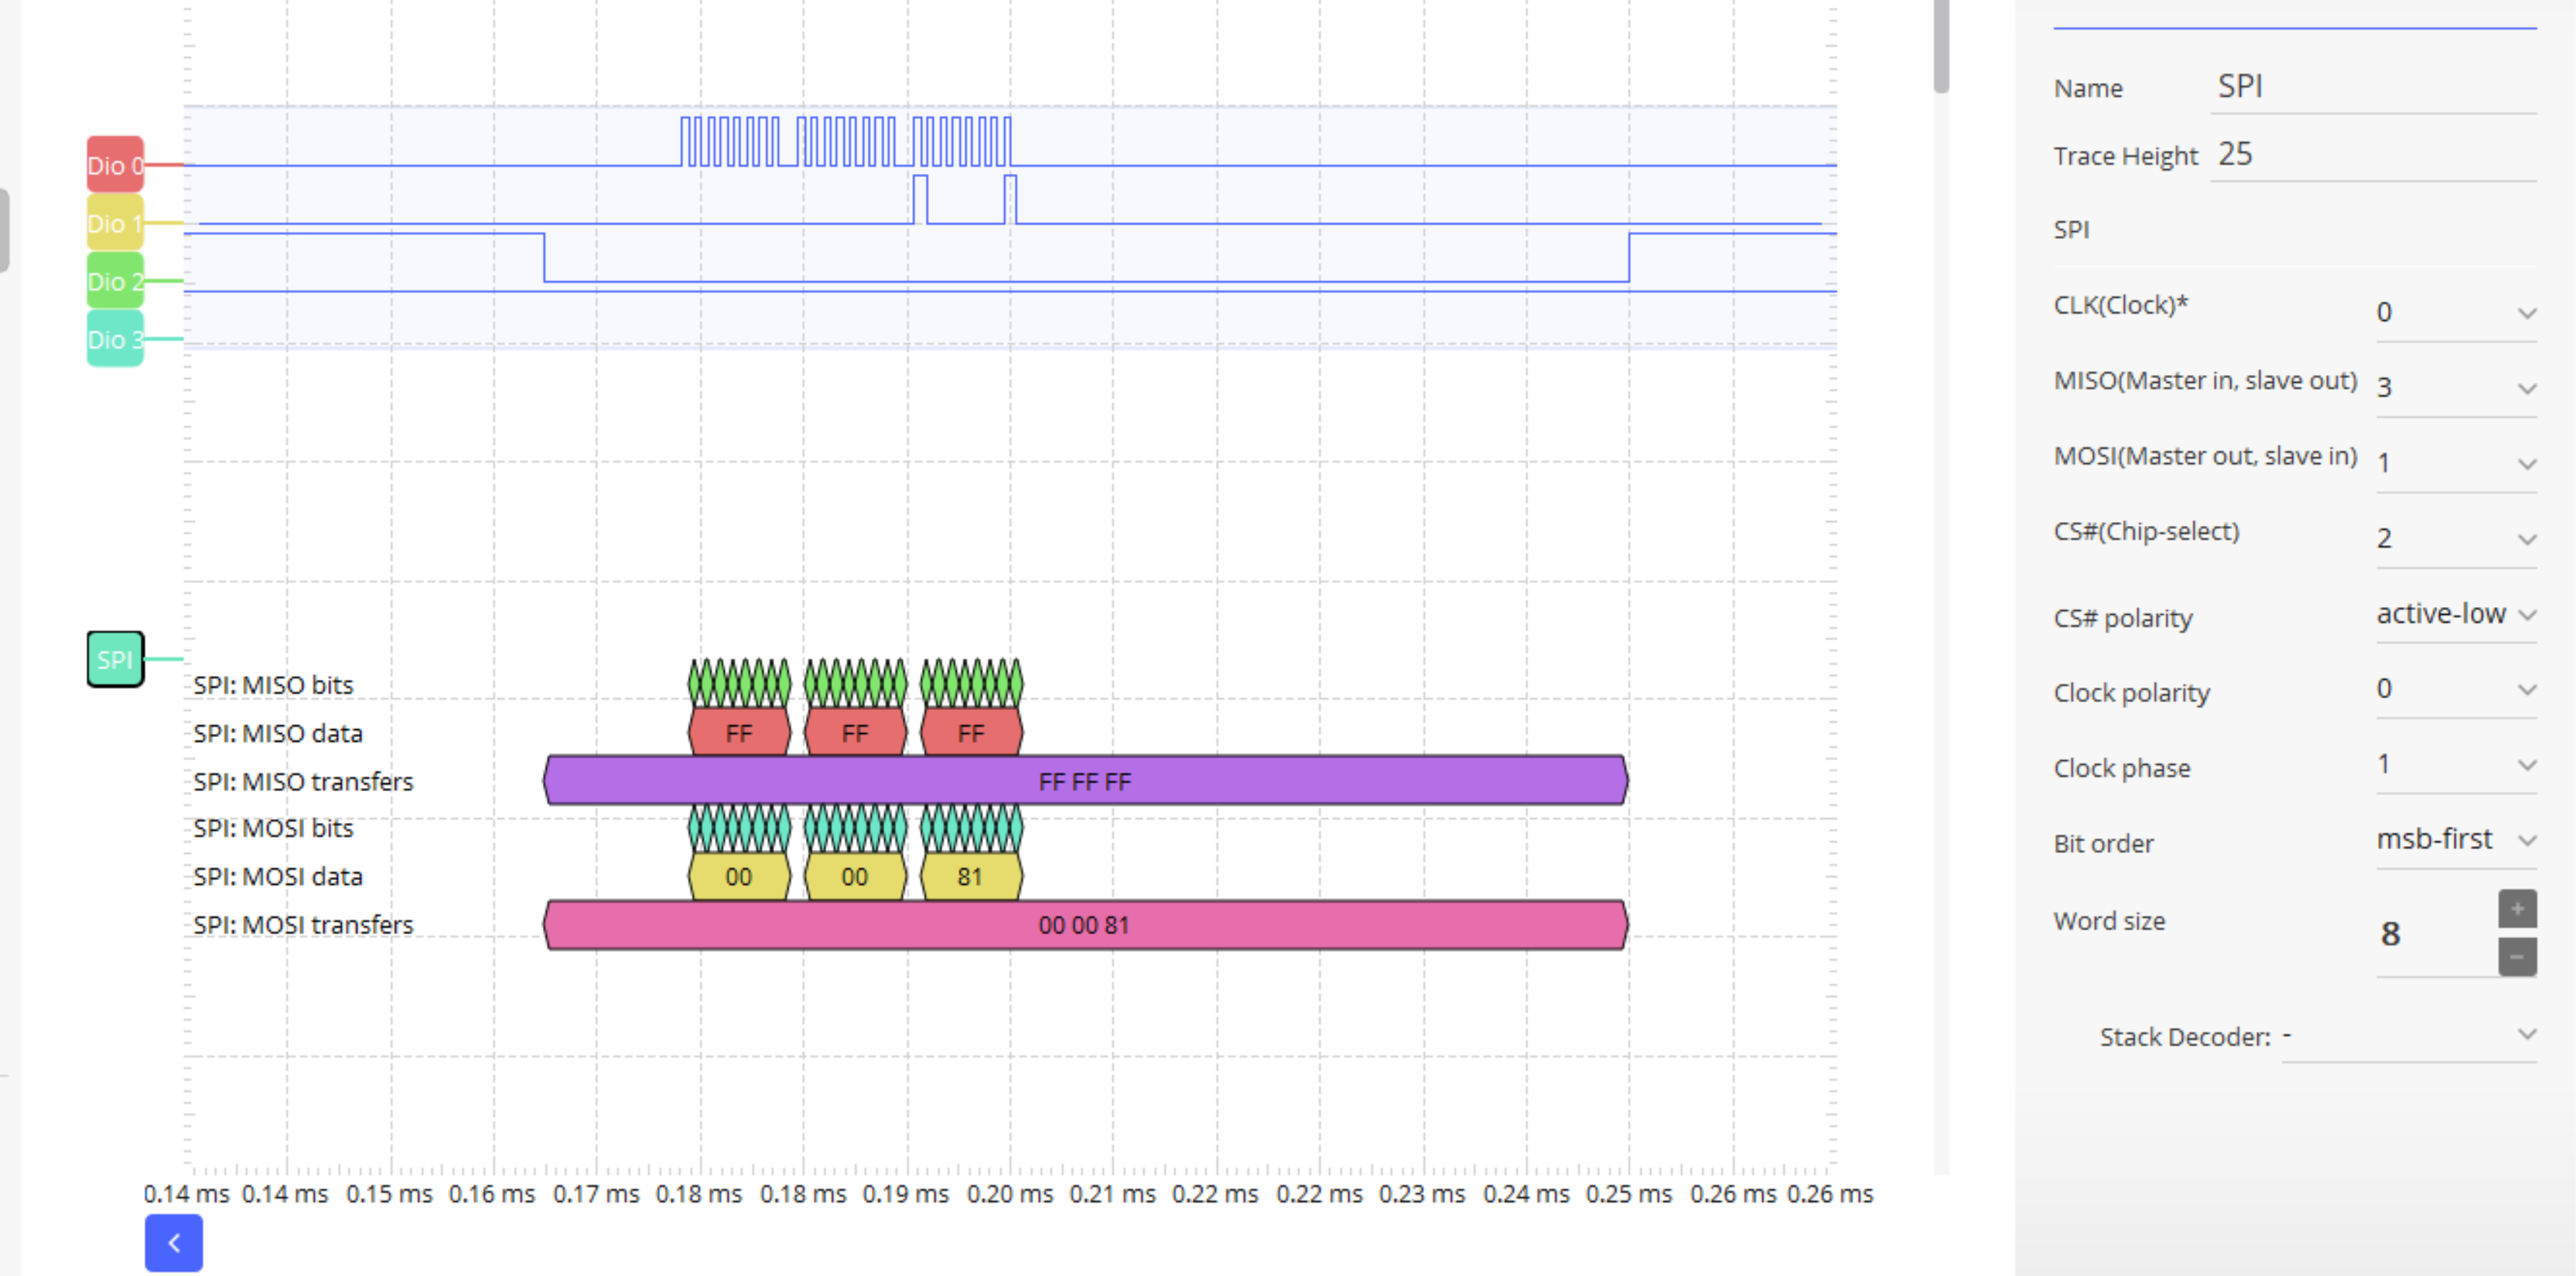 Dio 0
Dio 1
Dio 2
Dio 3
SPI
SPI: MISO bits
SPI: MISO data
FF FF FF
SPI: MISO transfers
FF FF FF
SPI: MOSI bits
SPI: MOSI data
00 00 81
SPI: MOSI transfers
00 00 81
0.14 ms 0.14 ms 0.15 ms 0.16 ms 0.17 ms 0.18 ms 0.18 ms 0.19 ms 0.20 ms 0.21 ms 0.22 ms 0.22 ms 0.23 ms 0.24 ms 0.25 ms 0.26 ms 0.26 ms
Name SPI
Trace Height 25
SPI
CLK(Clock)* 0
MISO(Master in, slave out) 3
MOSI(Master out, slave in) 1
CS#(Chip-select) 2
CS# polarity active-low
Clock polarity 0
Clock phase 1
Bit order msb-first
Word size 8
Stack Decoder: -